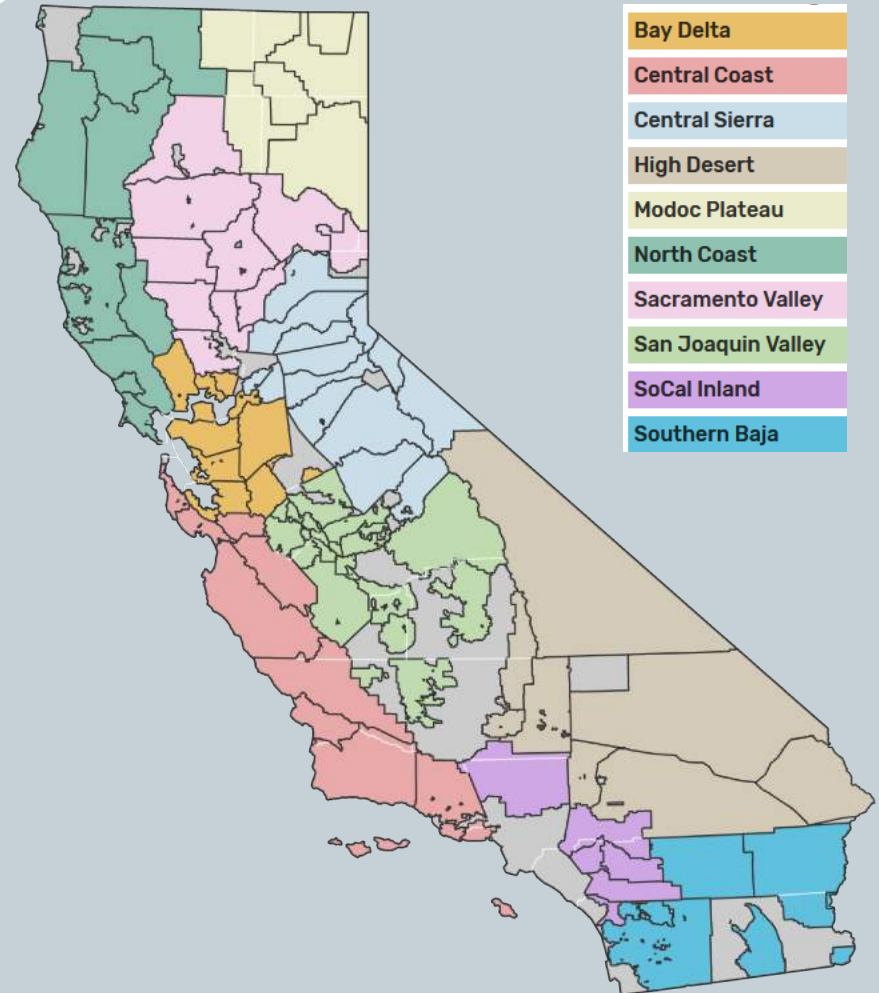 Bay Delta
Central Coast
Central Sierra
High Desert
Modoc Plateau
North Coast
Sacramento Valley
San Joaquin Valley
SoCal Inland
Southern Baja